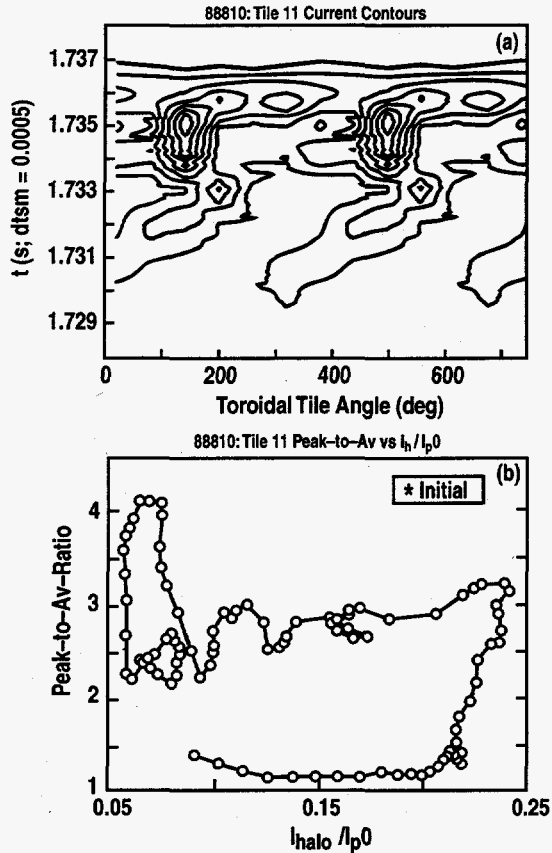 88810: Tile 11 Current Contours
(a)
1.737
1.735
1.733
1.731
1.729
t (s; dtsm = 0.0005)
0 200 400 600
Toroidal Tile Angle (deg)
88810: Tile 11 Peak–to–Av vs Ih / Ip0
(b)
* Initial
4
3
2
1
Peak–to–Av–Ratio
0.05 0.15 0.25
Ihalo /Ip0